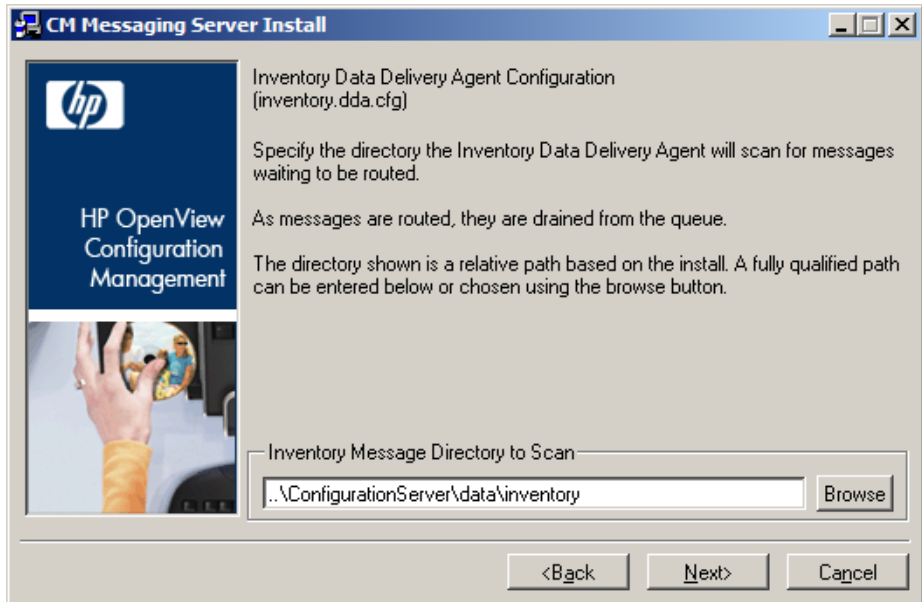 CM Messaging Server Install
hp
HP OpenView
Configuration
Management
Inventory Data Delivery Agent Configuration
(inventory.dda.cfg)
Specify the directory the Inventory Data Delivery Agent will scan for messages
waiting to be routed.
As messages are routed, they are drained from the queue.
The directory shown is a relative path based on the install. A fully qualified path
can be entered below or chosen using the browse button.
Inventory Message Directory to Scan
..\ConfigurationServer\data\inventory
Browse
<Back
Next>
Cancel